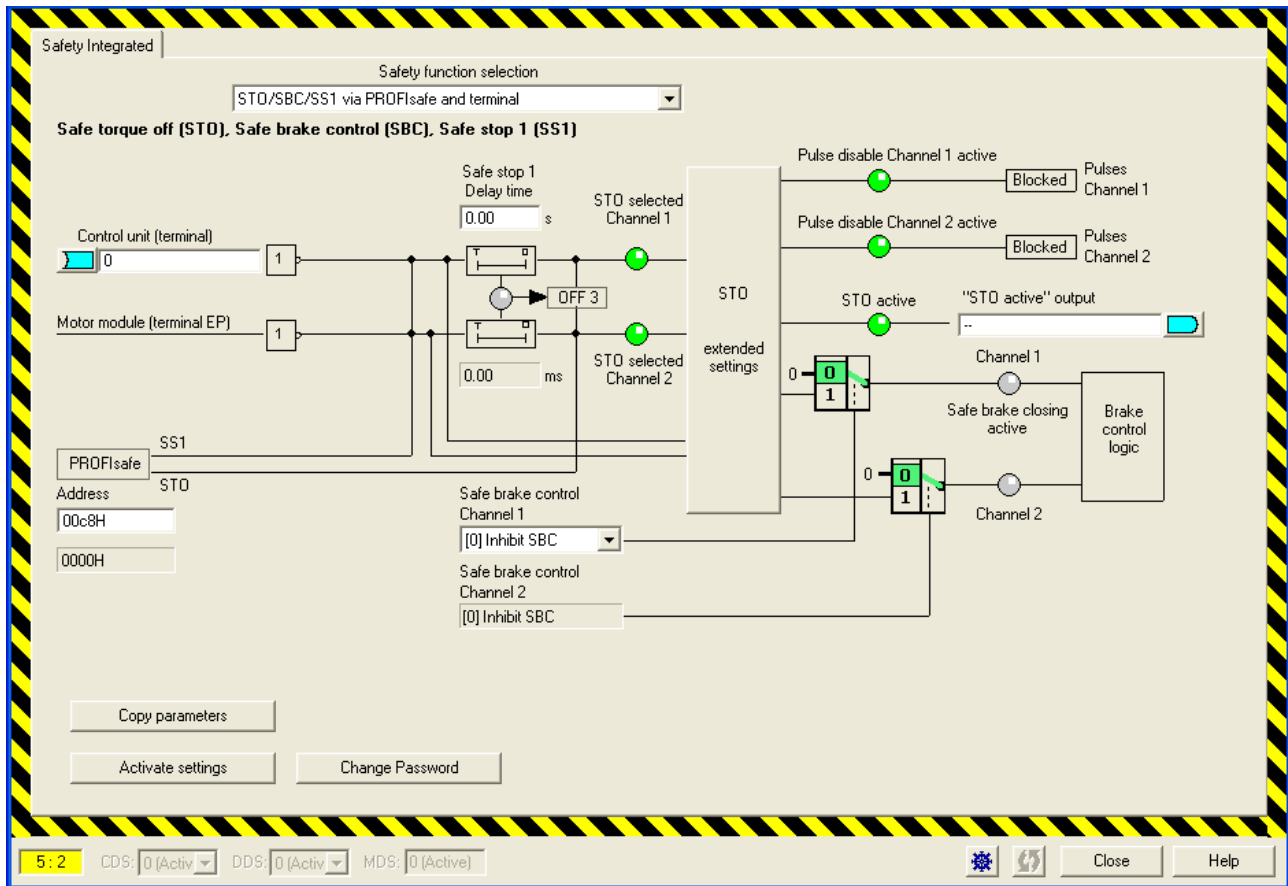 Safety Integrated
Safety function selection
STO/SBC/SS1 via PROFIsafe and terminal
Safe torque off (STO), Safe brake control (SBC), Safe stop 1 (SS1)
Safe stop 1
Delay time
0.00 s
STO selected
Channel 1
Pulse disable Channel 1 active
Blocked
Pulses
Channel 1
Pulse disable Channel 2 active
Blocked
Pulses
Channel 2
Control unit (terminal)
0
1
T 0
OFF 3
STO
extended
settings
STO active
"STO active" output
--
Motor module (terminal EP)
1
T 0
0.00 ms
STO selected
Channel 2
0 0
1
Channel 1
Safe brake closing
active
Brake
control
logic
0 0
1
Channel 2
PROFIsafe
SS1
STO
Address
00c8H
0000H
Safe brake control
Channel 1
[0] Inhibit SBC
Safe brake control
Channel 2
[0] Inhibit SBC
Copy parameters
Activate settings
Change Password
5 : 2
CDS: 0 (Activ
DDS: 0 (Activ
MDS: 0 (Active)
Close
Help